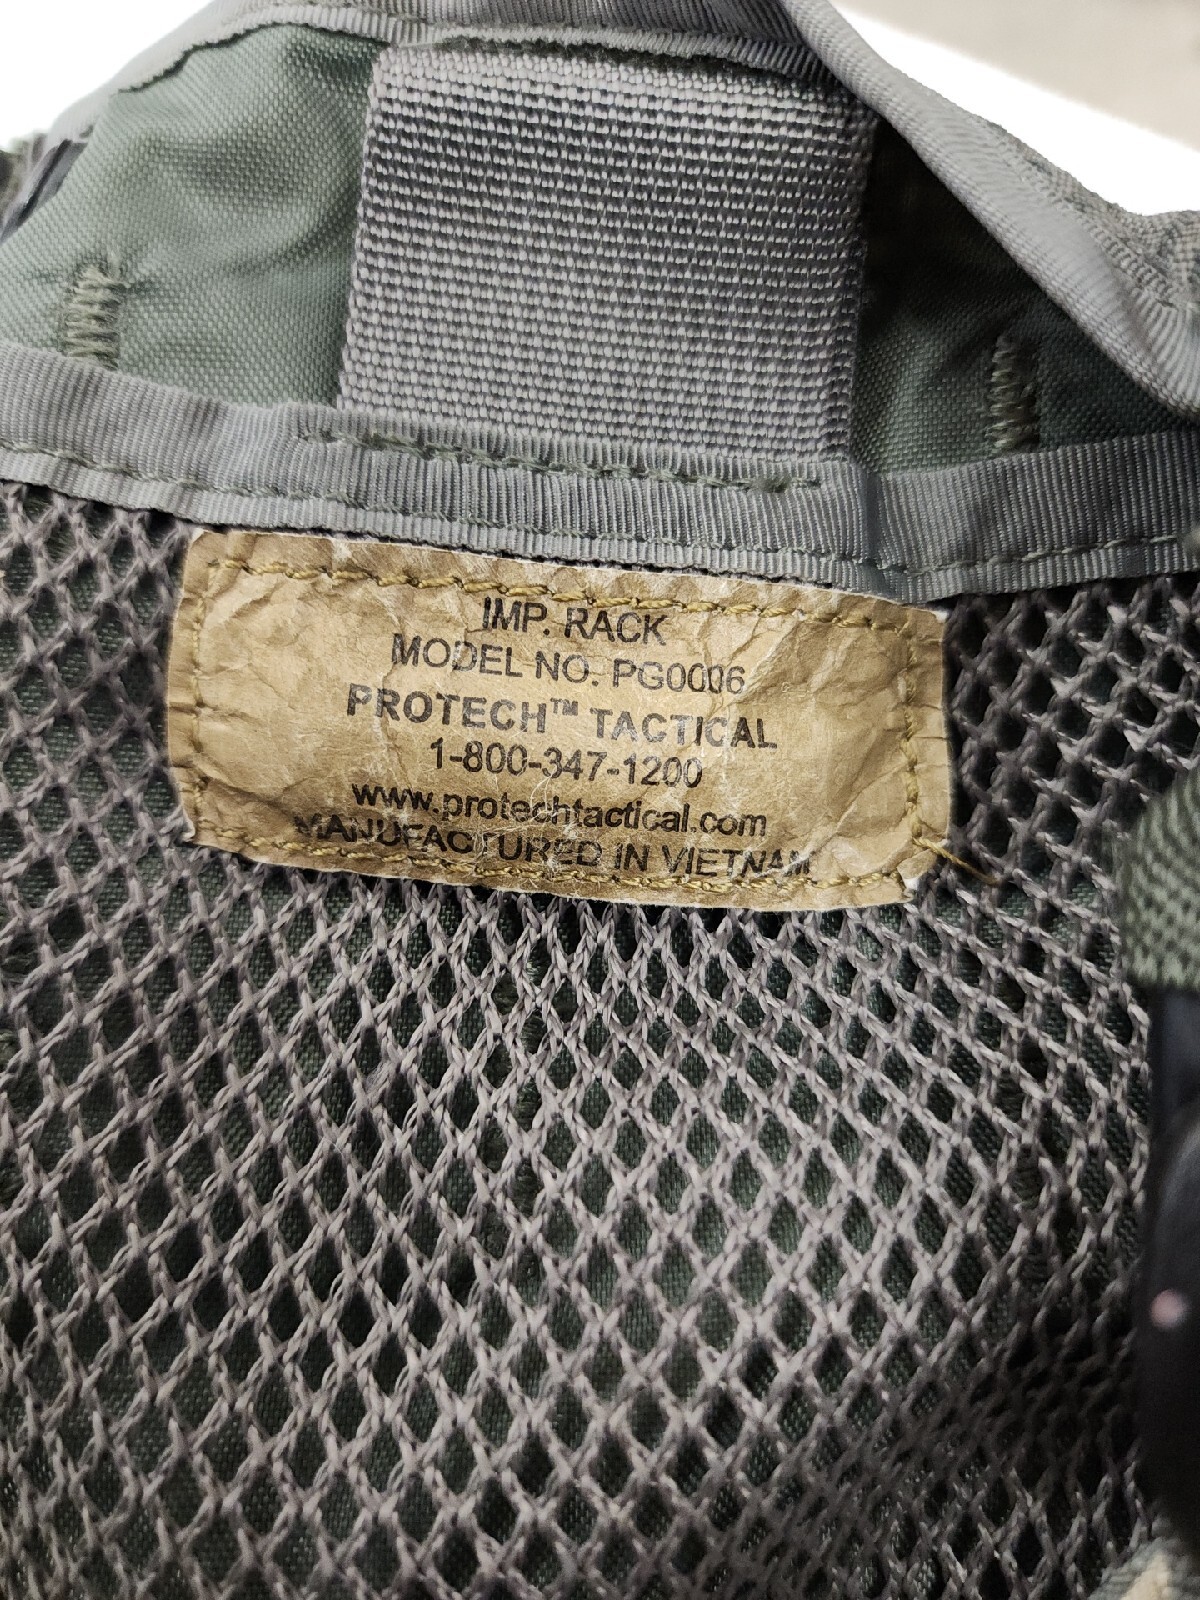 IMP. RACK
MODEL NO. PG0006
PROTECH™ TACTICAL
1-800-347-1200
www.protechtactical.com
MANUFACTURED IN VIETNAM